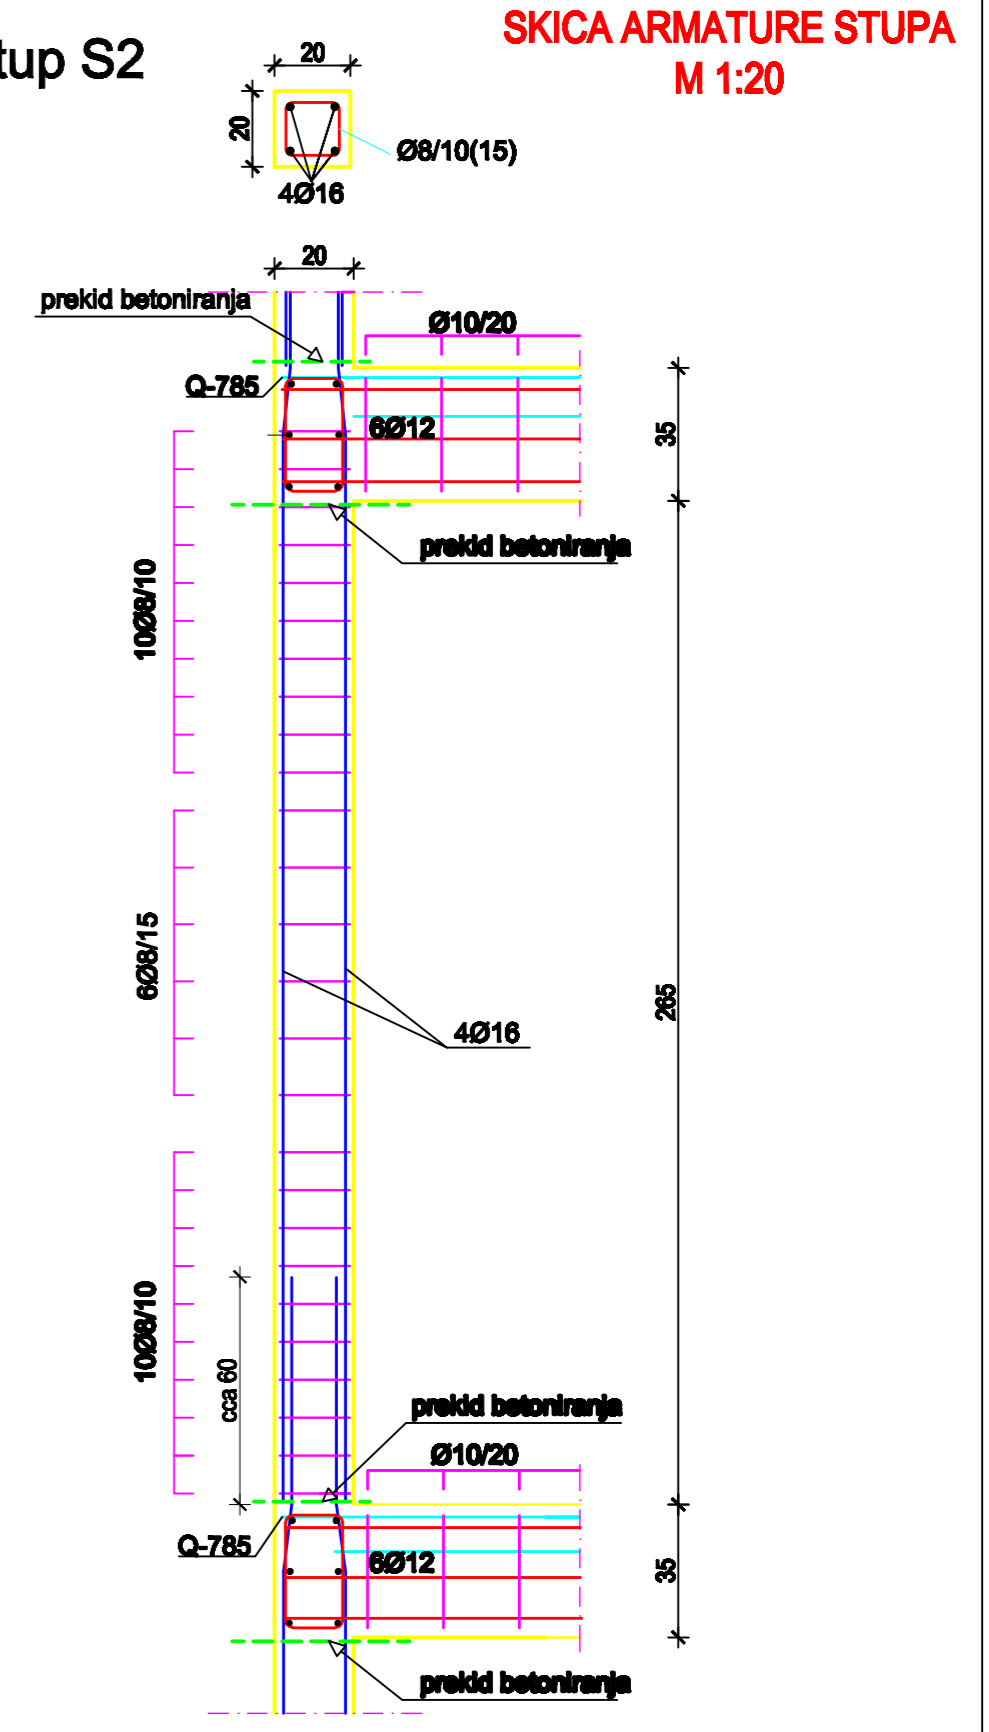 SKICA ARMATURE STUPA
M 1:20
tup S2
20
20
Ø8/10(15)
4Ø16
20
prekid betoniranja
Ø10/20
Q-785
6Ø12
35
prekid betoniranja
10Ø8/10
6Ø8/15
265
4Ø16
10Ø8/10
cca 60
prekid betoniranja
Ø10/20
Q-785
6Ø12
35
prekid betoniranja